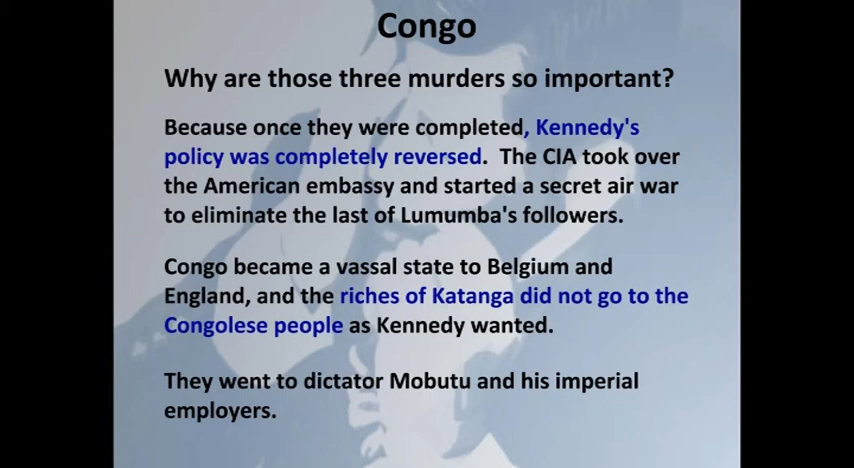 Congo
Why are those three murders so important?
Because once they were completed, Kennedy's
policy was completely reversed. The CIA took over
the American embassy and started a secret air war
to eliminate the last of Lumumba's followers.
Congo became a vassal state to Belgium and
England, and the riches of Katanga did not go to the
Congolese people as Kennedy wanted.
They went to dictator Mobutu and his imperial
employers.